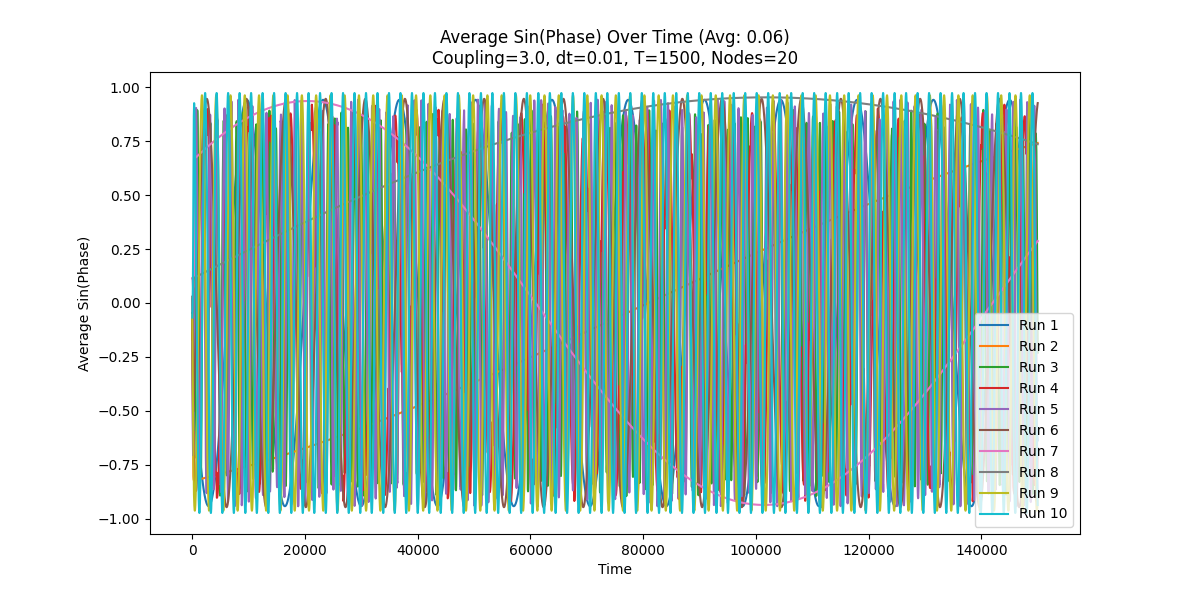 Average Sin(Phase) Over Time (Avg: 0.06)
Coupling=3.0, dt=0.01, T=1500, Nodes=20
Average Sin(Phase)
1.00
0.75
0.50
0.25
0.00
−0.25
−0.50
−0.75
−1.00
0
20000
40000
60000
80000
100000
120000
140000
Time
Run 1
Run 2
Run 3
Run 4
Run 5
Run 6
Run 7
Run 8
Run 9
Run 10